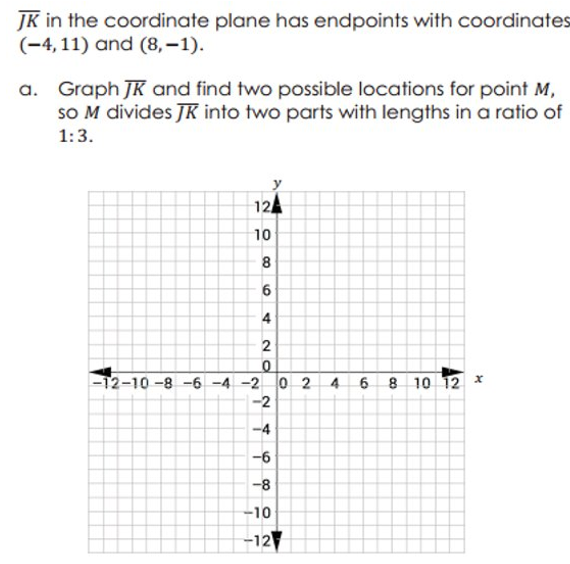 JK in the coordinate plane has endpoints with coordinates
(−4, 11) and (8, −1).
a. Graph JK and find two possible locations for point M,
so M divides JK into two parts with lengths in a ratio of
1: 3.
y
12
10
8
6
4
2
0
−12 −10 −8 −6 −4 −2 0 2 4 6 8 10 12 x
−2
−4
−6
−8
−10
−12